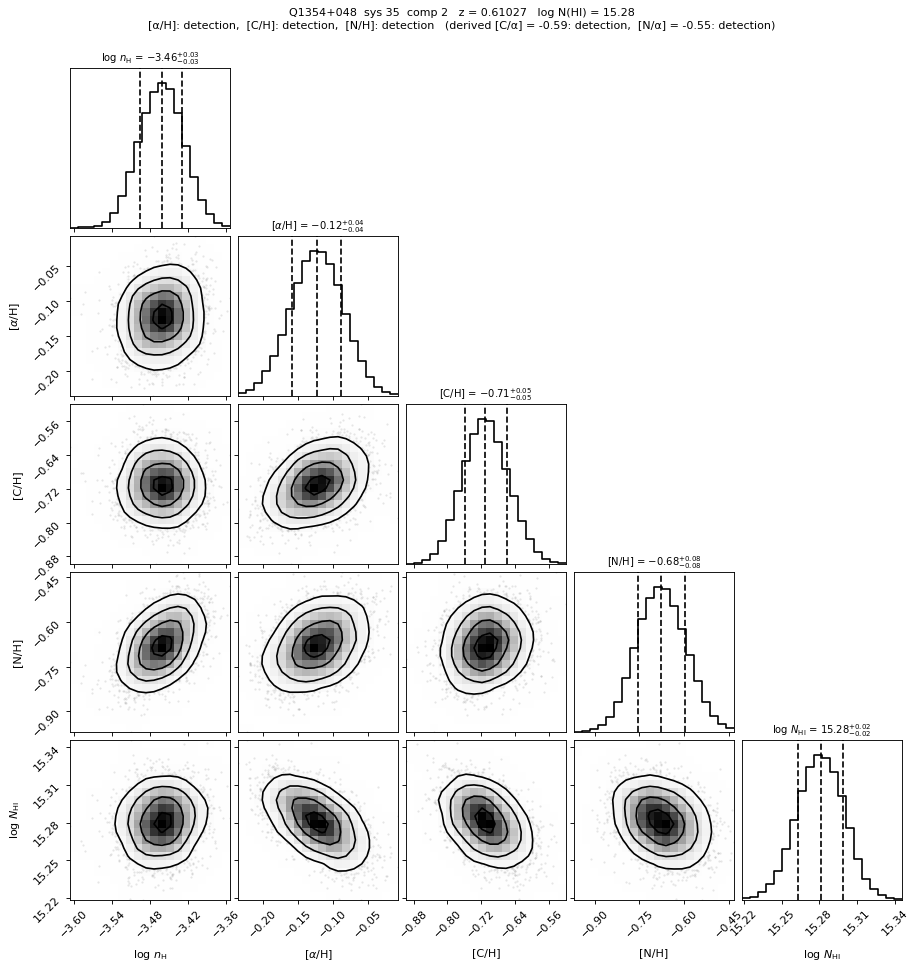 Q1354+048  sys 35  comp 2   z = 0.61027   log N(HI) = 15.28
[α/H]: detection,  [C/H]: detection,  [N/H]: detection   (derived [C/α] = -0.59: detection,  [N/α] = -0.55: detection)
log n_H = −3.46^{+0.03}_{−0.03}
[α/H] = −0.12^{+0.04}_{−0.04}
−0.05
−0.10
−0.15
−0.20
[α/H]
[C/H] = −0.71^{+0.05}_{−0.05}
−0.56
−0.64
−0.72
−0.80
−0.88
[C/H]
[N/H] = −0.68^{+0.08}_{−0.08}
−0.45
−0.60
−0.75
−0.90
[N/H]
log N_HI = 15.28^{+0.02}_{−0.02}
15.34
15.31
15.28
15.25
15.22
log N_HI
−3.60 −3.54 −3.48 −3.42 −3.36
−0.20 −0.15 −0.10 −0.05
−0.88 −0.80 −0.72 −0.64 −0.56
−0.90 −0.75 −0.60 −0.45
15.22 15.25 15.28 15.31 15.34
log n_H
[α/H]
[C/H]
[N/H]
log N_HI